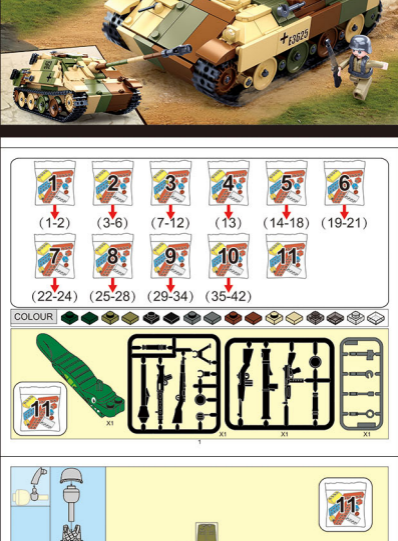 E3625
1 2 3 4 5 6
(1-2) (3-6) (7-12) (13) (14-18) (19-21)
7 8 9 10 11
(22-24) (25-28) (29-34) (35-42)
COLOUR
11
X1 X1 X1 X1
1
11